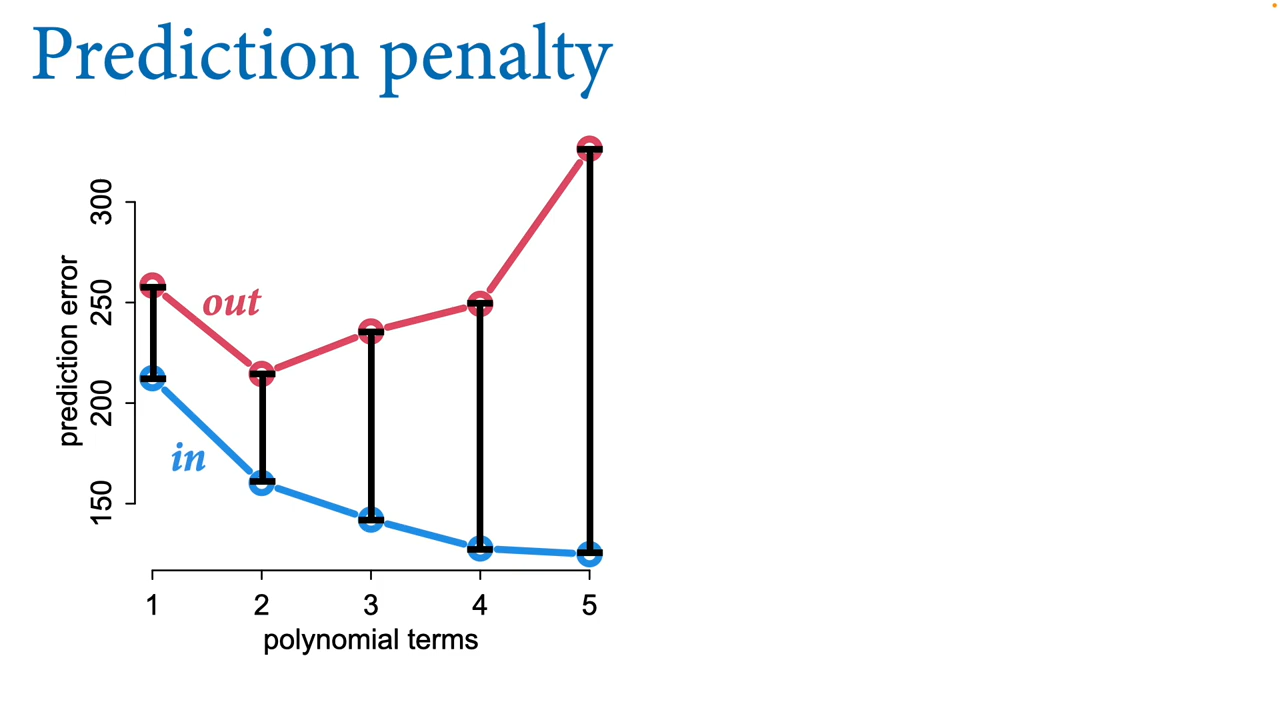 Prediction penalty
prediction error
300
250
200
150
out
in
1 2 3 4 5
polynomial terms